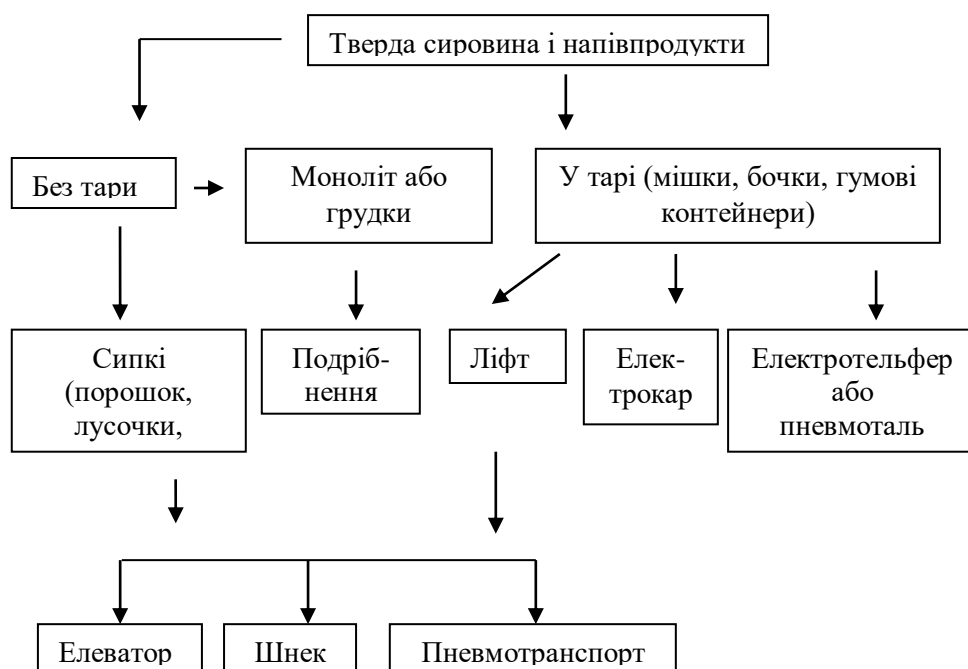 Тверда сировина і напівпродукти
Без тари
Моноліт або
грудки
У тарі (мішки, бочки, гумові
контейнери)
Сипкі
(порошок,
лусочки,
Подріб-
нення
Ліфт
Елек-
трокар
Електротельфер
або
пневмоталь
Елеватор
Шнек
Пневмотранспорт